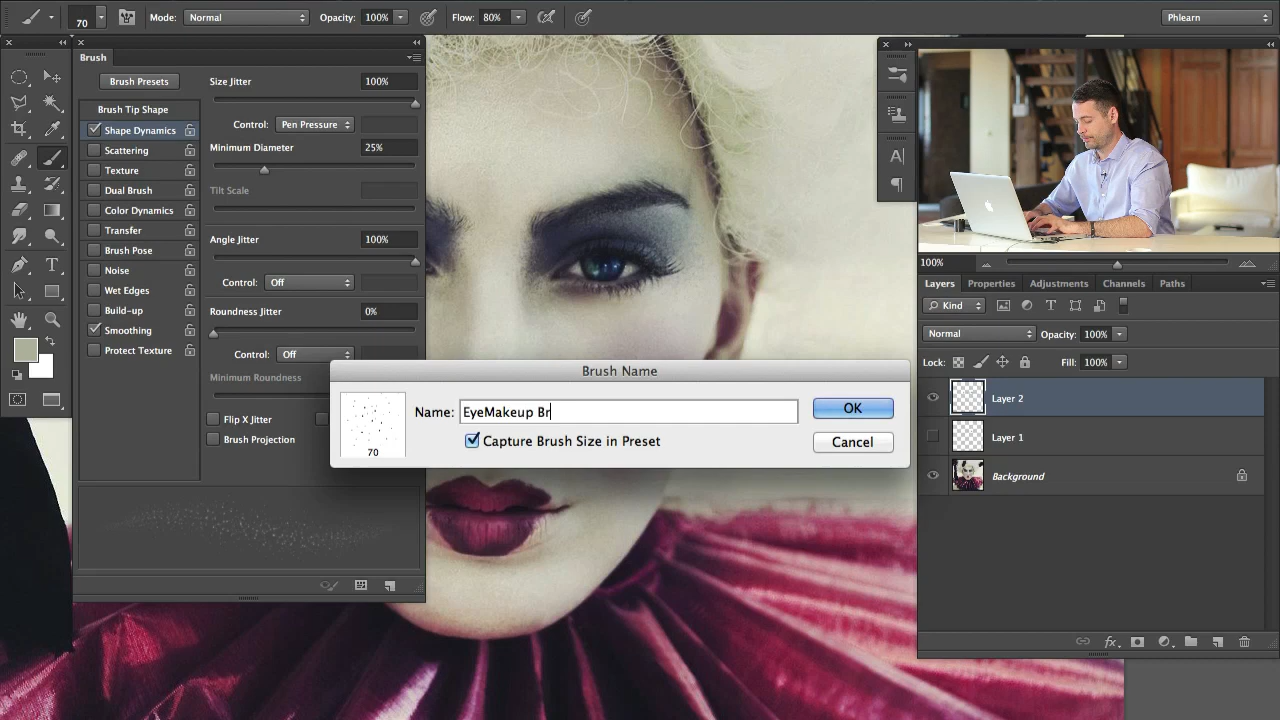 70 Mode: Normal Opacity: 100% Flow: 80% Phlearn
Brush
Brush Presets
Brush Tip Shape
Shape Dynamics
Scattering
Texture
Dual Brush
Color Dynamics
Transfer
Brush Pose
Noise
Wet Edges
Build-up
Smoothing
Protect Texture
Size Jitter 100%
Control: Pen Pressure
Minimum Diameter 25%
Tilt Scale
Angle Jitter 100%
Control: Off
Roundness Jitter 0%
Control: Off
Minimum Roundness
Flip X Jitter
Brush Projection
Brush Name
Name: EyeMakeup Br
Capture Brush Size in Preset
70
OK
Cancel
100%
Layers Properties Adjustments Channels Paths
Kind
Normal Opacity: 100%
Lock: Fill: 100%
Layer 2
Layer 1
Background